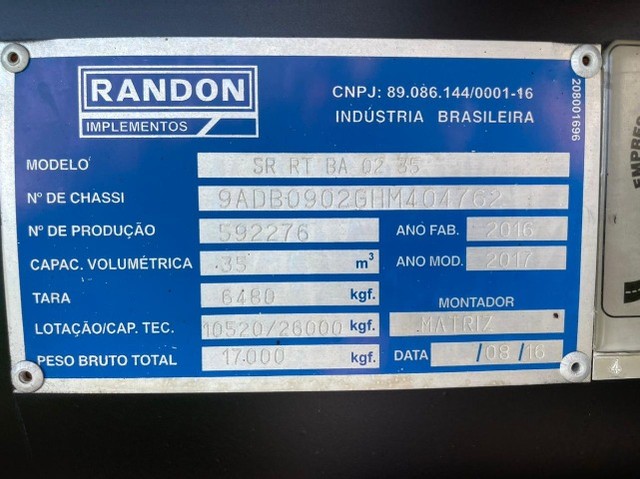 RANDON
IMPLEMENTOS
CNPJ: 89.086.144/0001-16
INDÚSTRIA BRASILEIRA
208001696
MODELO SR RT BA 02 35
Nº DE CHASSI 9ADB0902GHM404762
Nº DE PRODUÇÃO 592276 ANO FAB. 2016
CAPAC. VOLUMÉTRICA 35 m³ ANO MOD. 2017
TARA 6480 kgf. MONTADOR
LOTAÇÃO/CAP. TEC. 10520/26000 kgf. MATRIZ
PESO BRUTO TOTAL 17.000 kgf. DATA /08/16
4